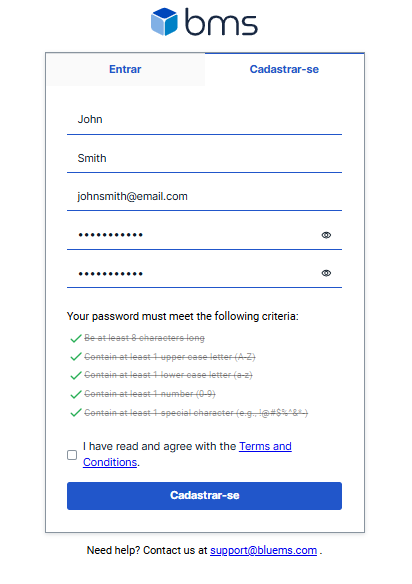 bms
Entrar
Cadastrar-se
John
Smith
johnsmith@email.com
•••••••••••
•••••••••••
Your password must meet the following criteria:
Be at least 8 characters long
Contain at least 1 upper case letter (A-Z)
Contain at least 1 lower case letter (a-z)
Contain at least 1 number (0-9)
Contain at least 1 special character (e.g., !@#$%^&*-)
I have read and agree with the Terms and
Conditions.
Cadastrar-se
Need help? Contact us at support@bluems.com .